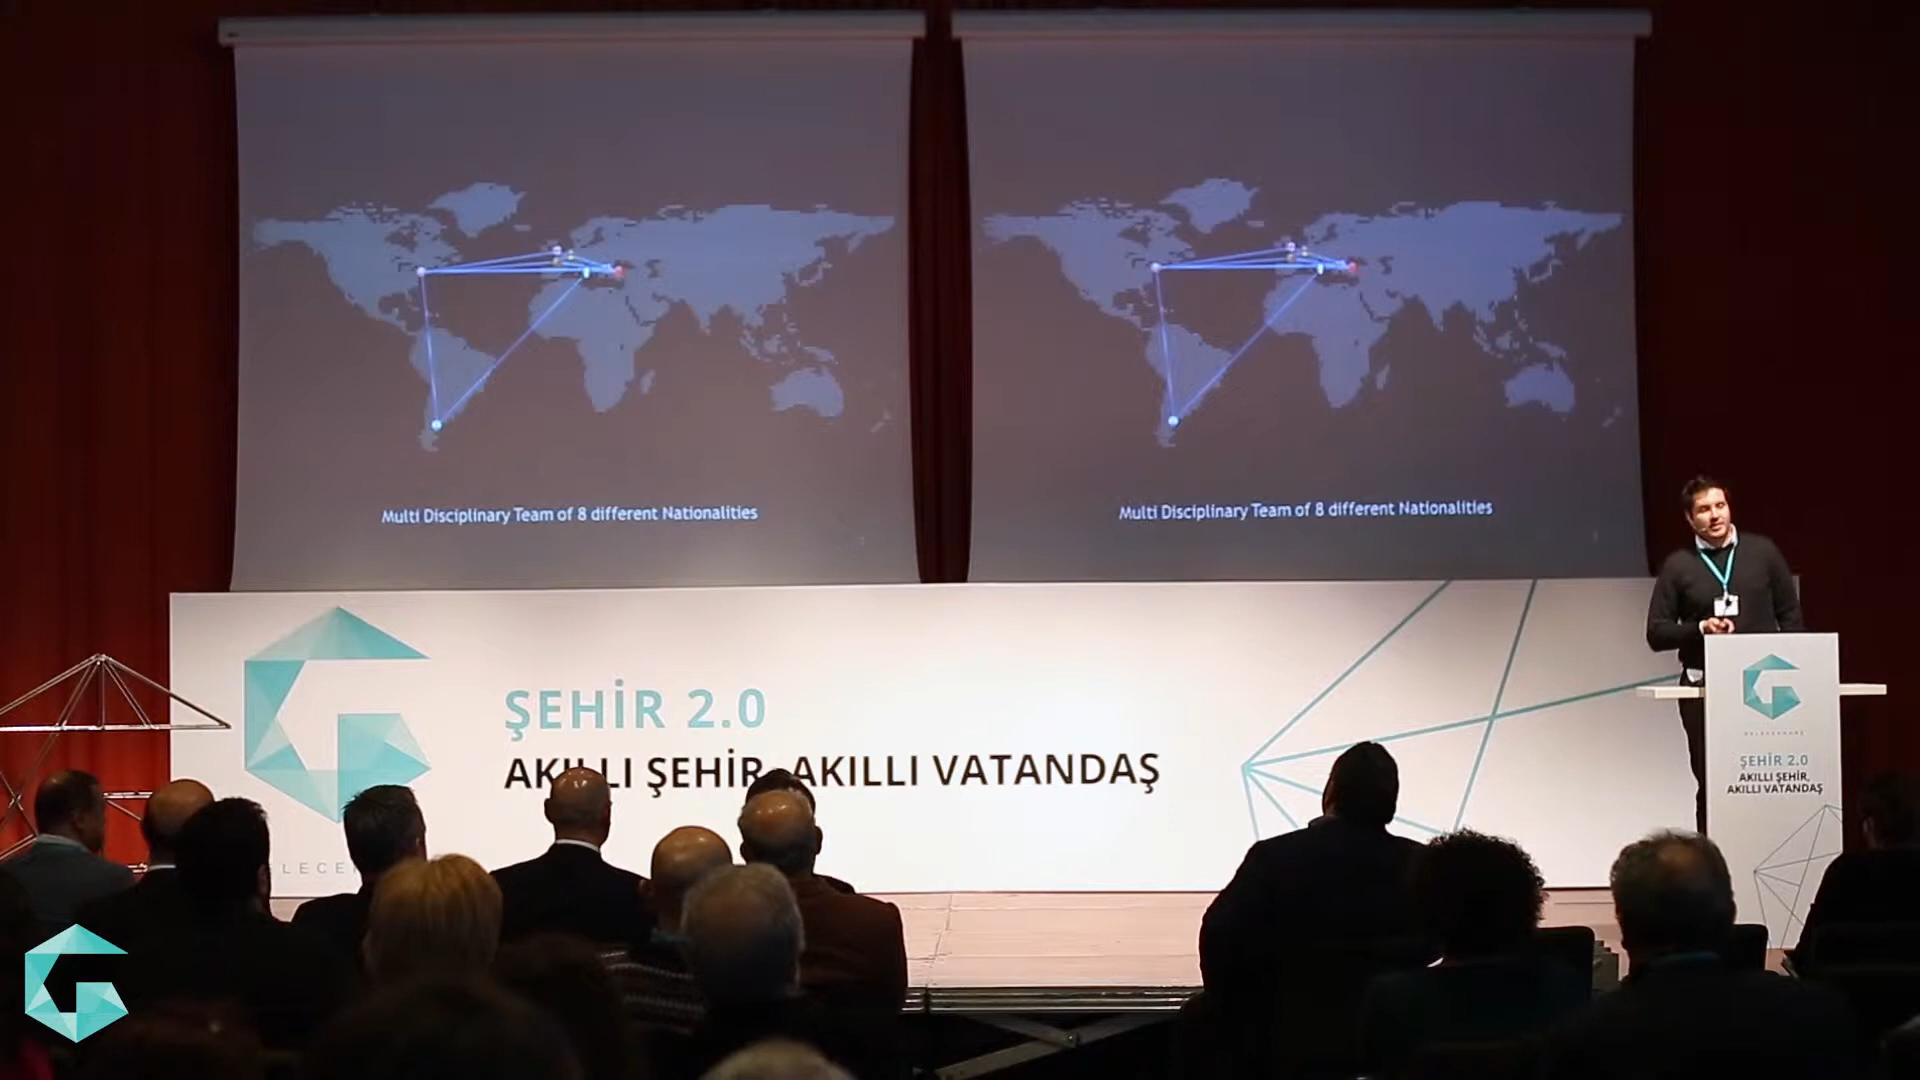 Multi Disciplinary Team of 8 different Nationalities
Multi Disciplinary Team of 8 different Nationalities
ŞEHİR 2.0
AKILLI ŞEHİR, AKILLI VATANDAŞ
ŞEHİR 2.0
AKILLI ŞEHİR,
AKILLI VATANDAŞ